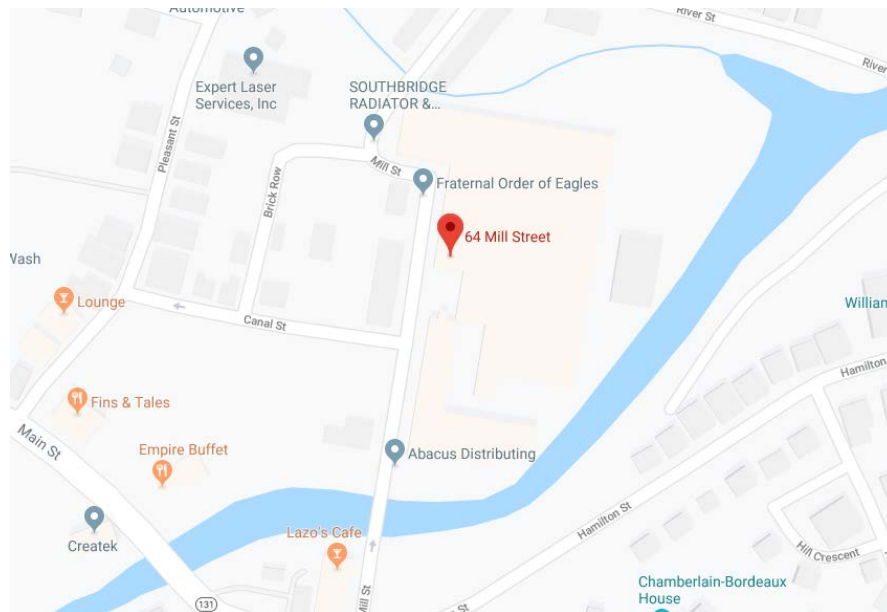 Automotive
River St
River St
Expert Laser
Services, Inc
SOUTHBRIDGE
RADIATOR &...
Pleasant St
Mill St
Fraternal Order of Eagles
Brick Row
64 Mill Street
Wash
Lounge
Canal St
William
Hamilton
Fins & Tales
Main St
Empire Buffet
Abacus Distributing
Createk
Lazo's Cafe
Hamilton St
Hill Crescent
Chamberlain-Bordeaux
House
131
Mill St
St